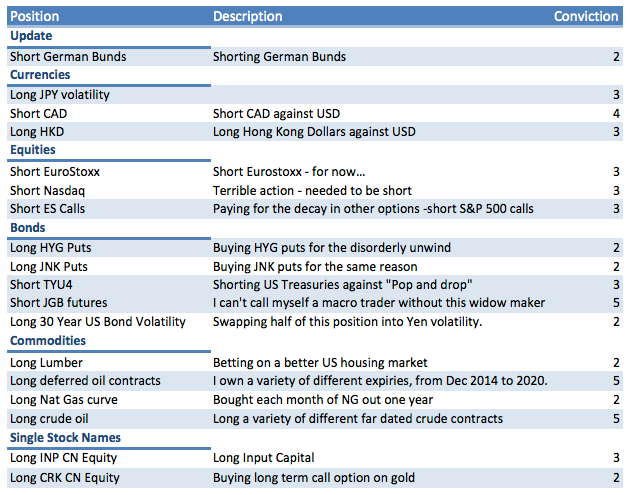 Position Description Conviction
Update
Short German Bunds Shorting German Bunds 2
Currencies
Long JPY volatility 3
Short CAD Short CAD against USD 4
Long HKD Long Hong Kong Dollars against USD 3
Equities
Short EuroStoxx Short Eurostoxx - for now... 3
Short Nasdaq Terrible action - needed to be short 3
Short ES Calls Paying for the decay in other options -short S&P 500 calls 3
Bonds
Long HYG Puts Buying HYG puts for the disorderly unwind 2
Long JNK Puts Buying JNK puts for the same reason 2
Short TYU4 Shorting US Treasuries against "Pop and drop" 3
Short JGB futures I can't call myself a macro trader without this widow maker 5
Long 30 Year US Bond Volatility Swapping half of this position into Yen volatility. 2
Commodities
Long Lumber Betting on a better US housing market 2
Long deferred oil contracts I own a variety of different expiries, from Dec 2014 to 2020. 5
Long Nat Gas curve Bought each month of NG out one year 2
Long crude oil Long a variety of different far dated crude contracts 5
Single Stock Names
Long INP CN Equity Long Input Capital 3
Long CRK CN Equity Buying long term call option on gold 2